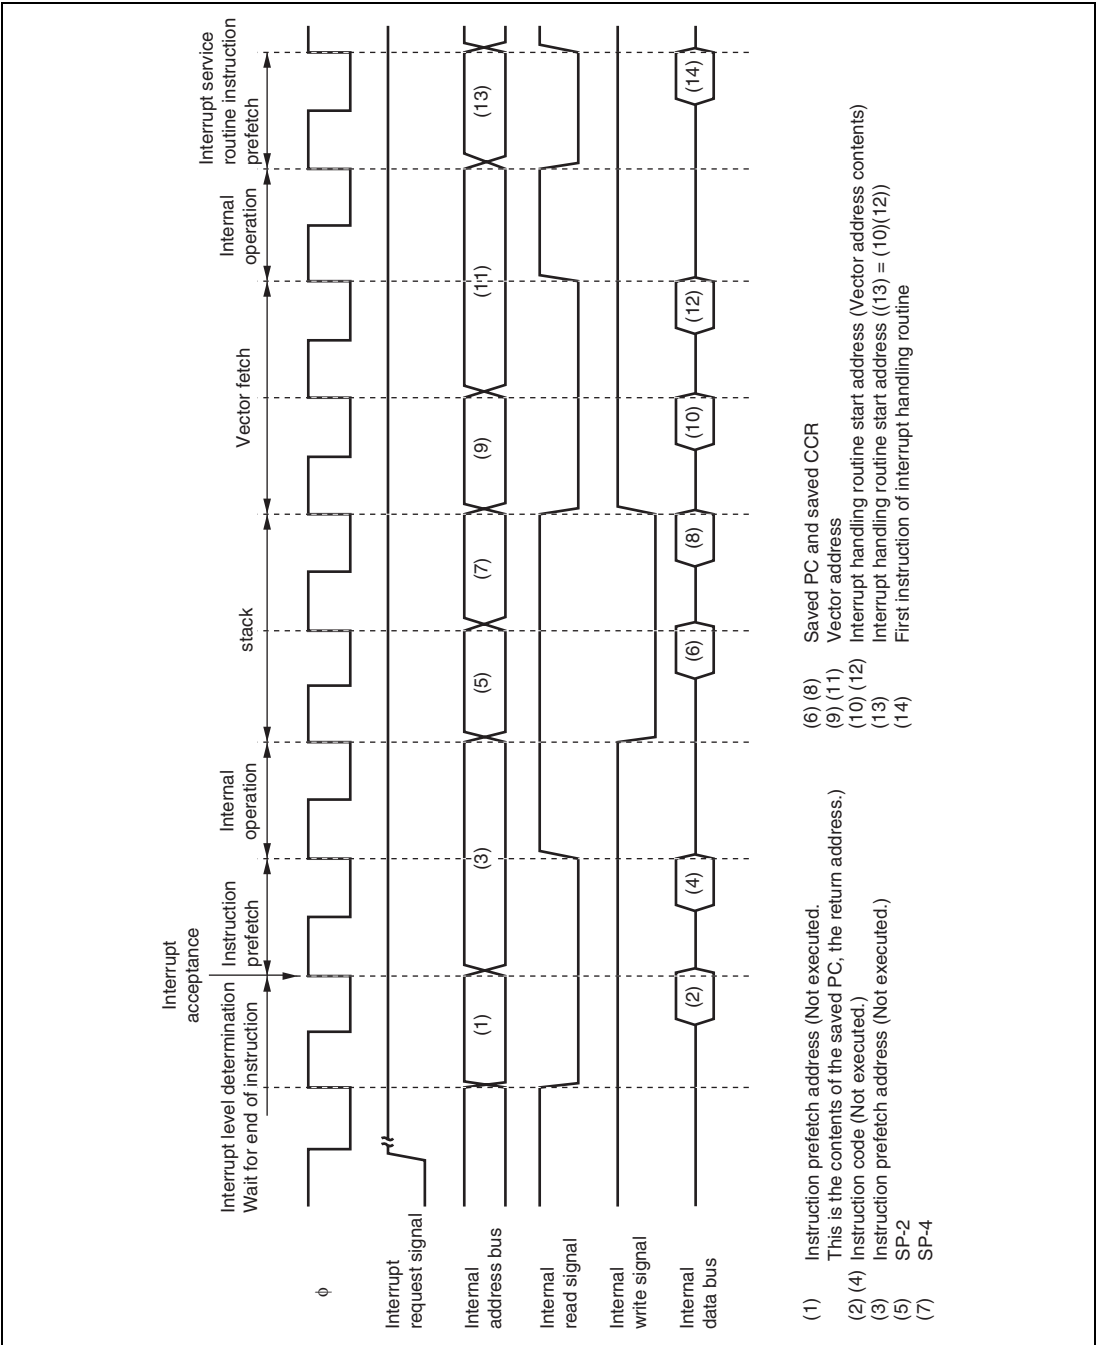 Interrupt
acceptance
Interrupt level determination
Wait for end of instruction
Instruction
prefetch
Internal
operation
stack
Vector fetch
Internal
operation
Interrupt service
routine instruction
prefetch
φ
Interrupt
request signal
Internal
address bus
(1)
(3)
(5)
(7)
(9)
(11)
(13)
Internal
read signal
Internal
write signal
Internal
data bus
(2)
(4)
(6)
(8)
(10)
(12)
(14)
(1) Instruction prefetch address (Not executed.
This is the contents of the saved PC, the return address.)
(2) (4) Instruction code (Not executed.)
(3) Instruction prefetch address (Not executed.)
(5) SP-2
(7) SP-4
(6) (8) Saved PC and saved CCR
(9) (11) Vector address
(10) (12) Interrupt handling routine start address (Vector address contents)
(13) Interrupt handling routine start address ((13) = (10)(12))
(14) First instruction of interrupt handling routine